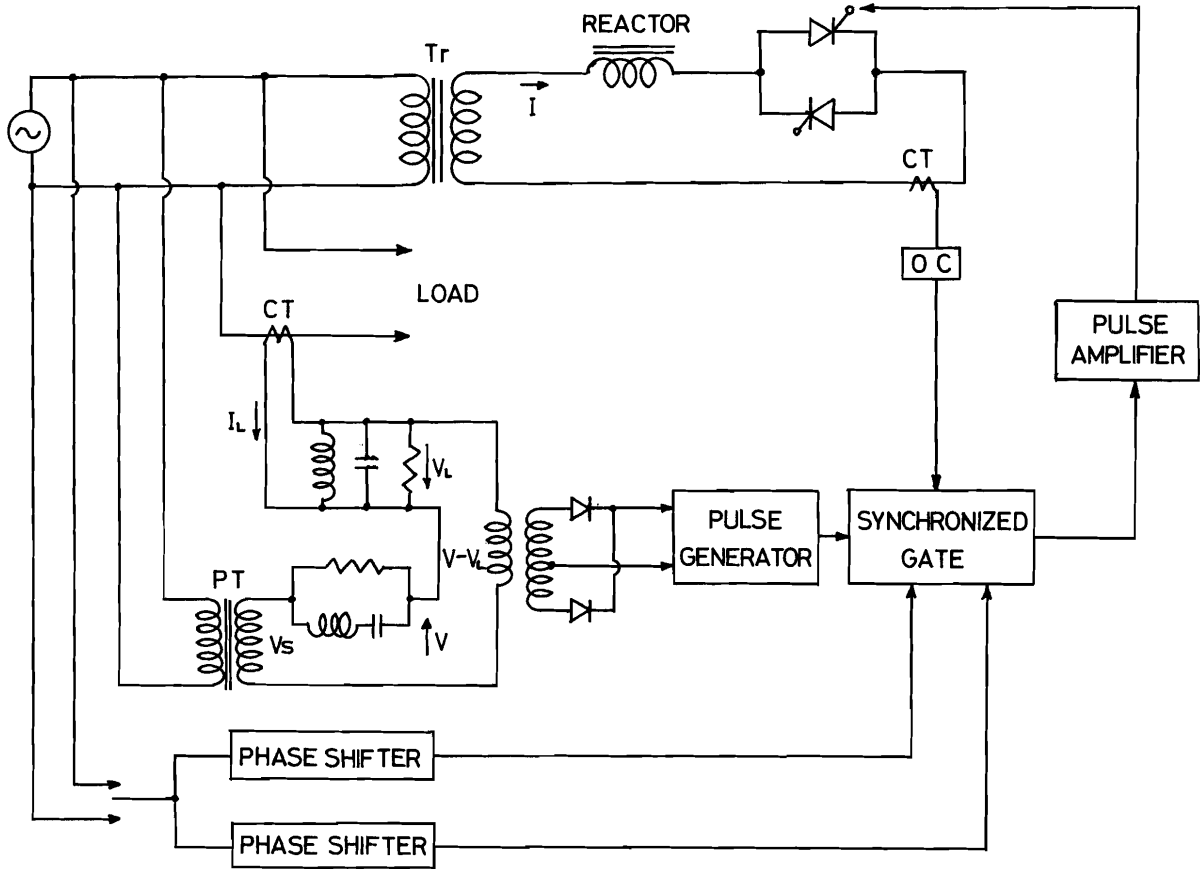 REACTOR
Tr
I
CT
O C
LOAD
CT
PULSE
AMPLIFIER
IL
VL
PULSE
GENERATOR
SYNCHRONIZED
GATE
V-VL
PT
Vs
V
PHASE SHIFTER
PHASE SHIFTER